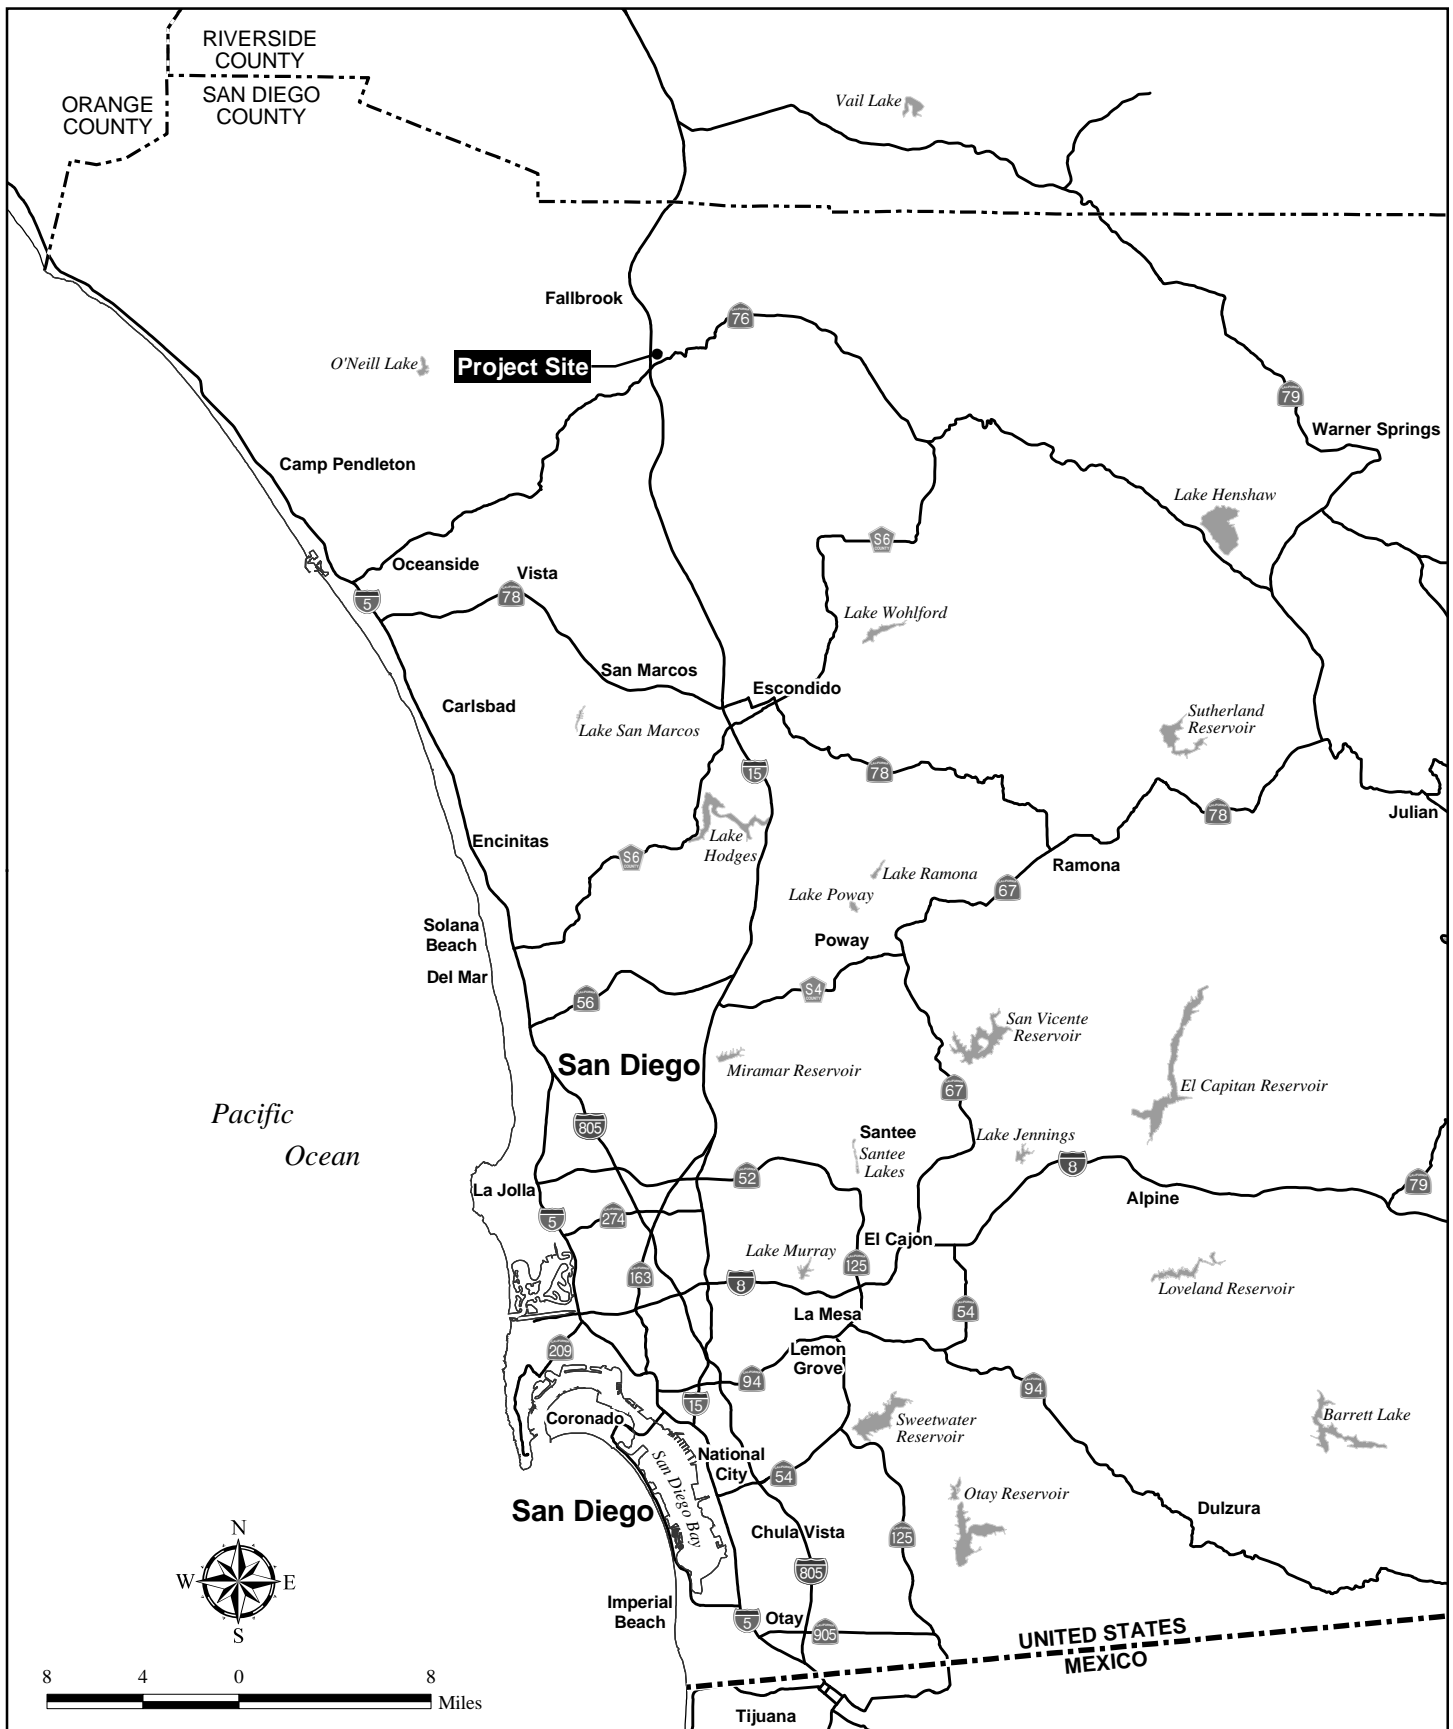 RIVERSIDE
COUNTY
ORANGE
COUNTY
SAN DIEGO
COUNTY
Vail Lake
Fallbrook
76
O'Neill Lake
Project Site
79
Warner Springs
Camp Pendleton
Lake Henshaw
S6
COUNTY
Oceanside
Vista
78
5
Lake Wohlford
San Marcos
Escondido
Carlsbad
Lake San Marcos
Sutherland
Reservoir
15
78
78
Julian
Encinitas
Lake
Hodges
S6
COUNTY
Lake Ramona
Ramona
67
Lake Poway
Solana
Beach
Poway
Del Mar
56
S4
COUNTY
San Vicente
Reservoir
San Diego
Miramar Reservoir
El Capitan Reservoir
67
Pacific
Ocean
805
Santee
Santee
Lakes
Lake Jennings
8
52
La Jolla
Alpine
79
5
274
El Cajon
Lake Murray
125
163
8
Loveland Reservoir
54
La Mesa
209
Lemon
Grove
94
94
15
Coronado
Sweetwater
Reservoir
Barrett Lake
National
City
54
San Diego Bay
San Diego
Otay Reservoir
Dulzura
Chula Vista
125
805
N
W
E
S
Imperial
Beach
5
Otay
905
UNITED STATES
MEXICO
8
4
0
8
Miles
Tijuana